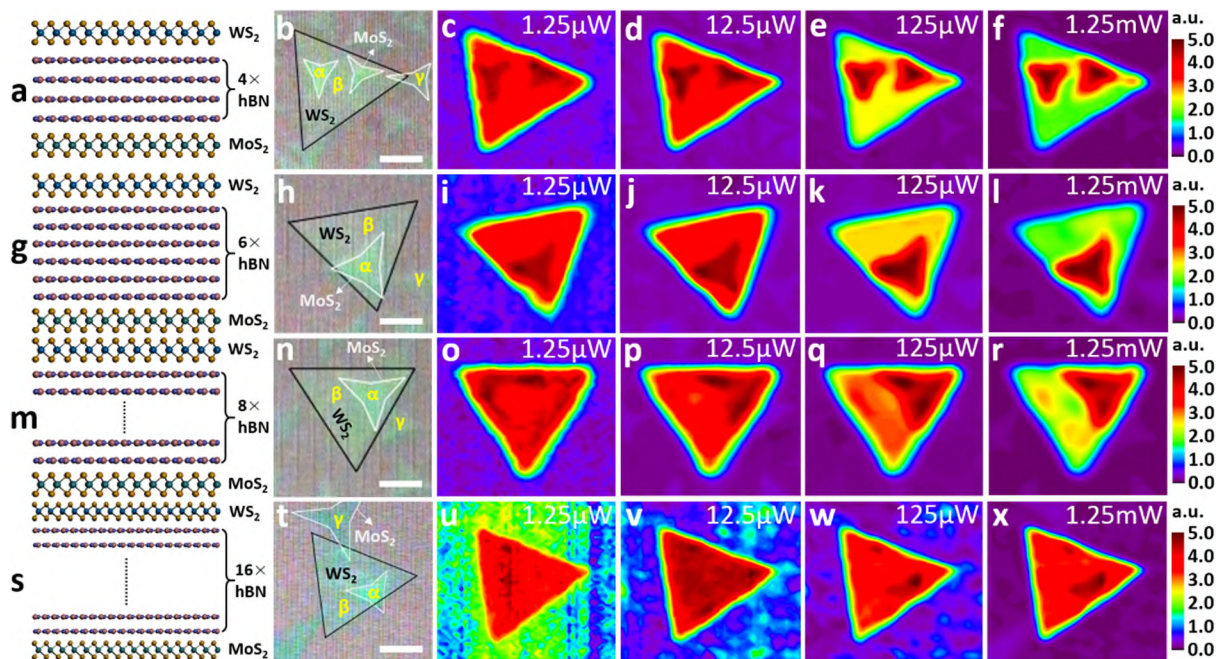 a
WS2
4×
hBN
MoS2
b
MoS2
α
β
γ
WS2
c
1.25μW
d
12.5μW
e
125μW
f
1.25mW
a.u.
5.0
4.0
3.0
2.0
1.0
0.0
g
WS2
6×
hBN
MoS2
h
WS2
β
α
γ
MoS2
i
1.25μW
j
12.5μW
k
125μW
l
1.25mW
a.u.
5.0
4.0
3.0
2.0
1.0
0.0
m
WS2
8×
hBN
MoS2
n
MoS2
β
α
γ
WS2
o
1.25μW
p
12.5μW
q
125μW
r
1.25mW
a.u.
5.0
4.0
3.0
2.0
1.0
0.0
s
WS2
16×
hBN
MoS2
t
γ
MoS2
WS2
β
α
u
1.25μW
v
12.5μW
w
125μW
x
1.25mW
a.u.
5.0
4.0
3.0
2.0
1.0
0.0